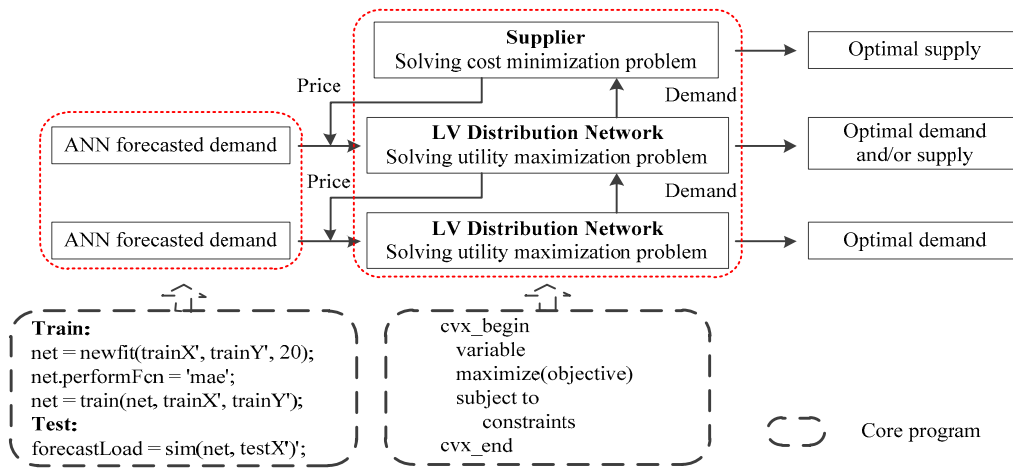 Supplier
Solving cost minimization problem
Optimal supply
Price
Demand
ANN forecasted demand
LV Distribution Network
Solving utility maximization problem
Optimal demand
and/or supply
Price
Demand
ANN forecasted demand
LV Distribution Network
Solving utility maximization problem
Optimal demand
Train:
net = newfit(trainX', trainY', 20);
net.performFcn = 'mae';
net = train(net, trainX', trainY');
Test:
forecastLoad = sim(net, testX')';
cvx_begin
variable
maximize(objective)
subject to
constraints
cvx_end
Core program